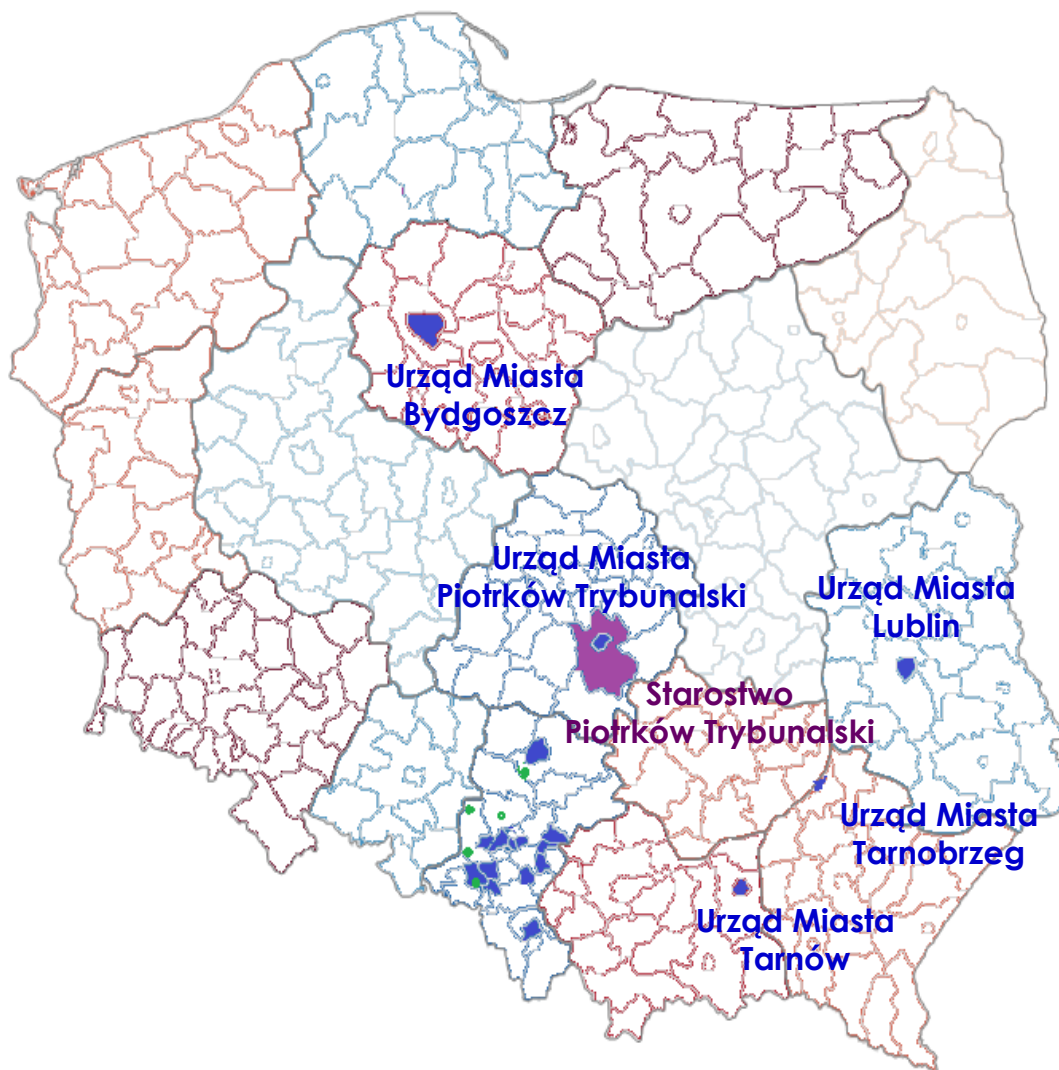 Urząd Miasta
Bydgoszcz
Urząd Miasta
Piotrków Trybunalski
Urząd Miasta
Lublin
Starostwo
Piotrków Trybunalski
Urząd Miasta
Tarnobrzeg
Urząd Miasta
Tarnów